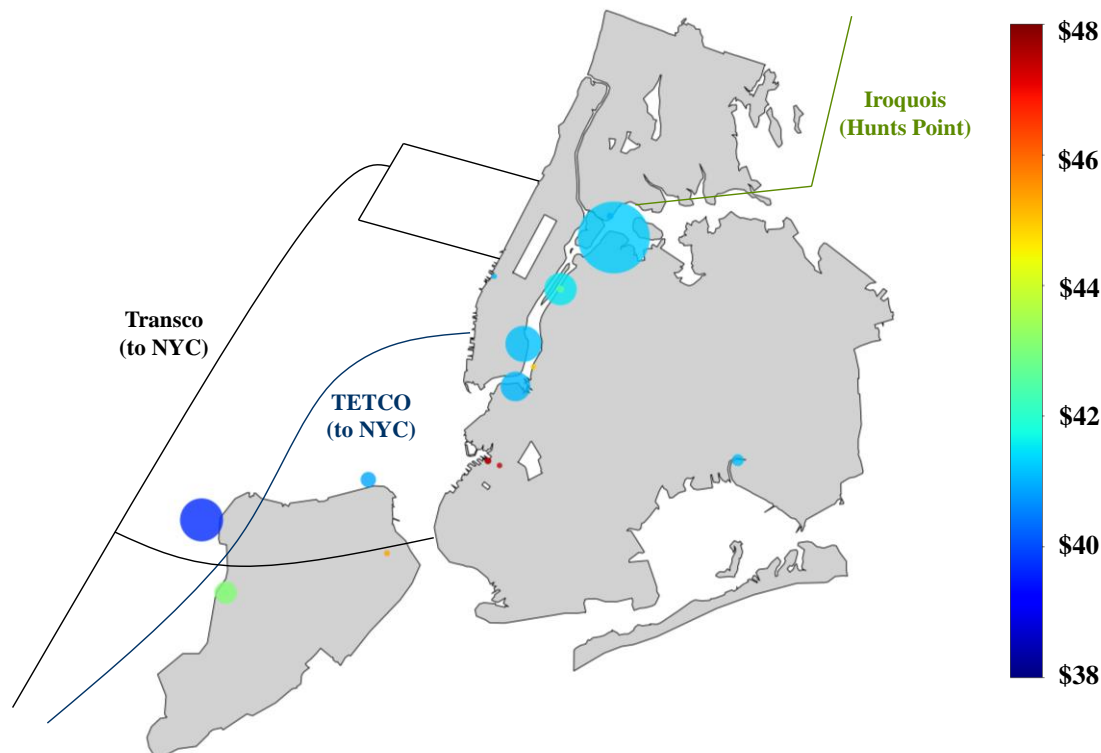 $48
Iroquois
(Hunts Point)
$46
$44
Transco
(to NYC)
TETCO
(to NYC)
$42
$40
$38